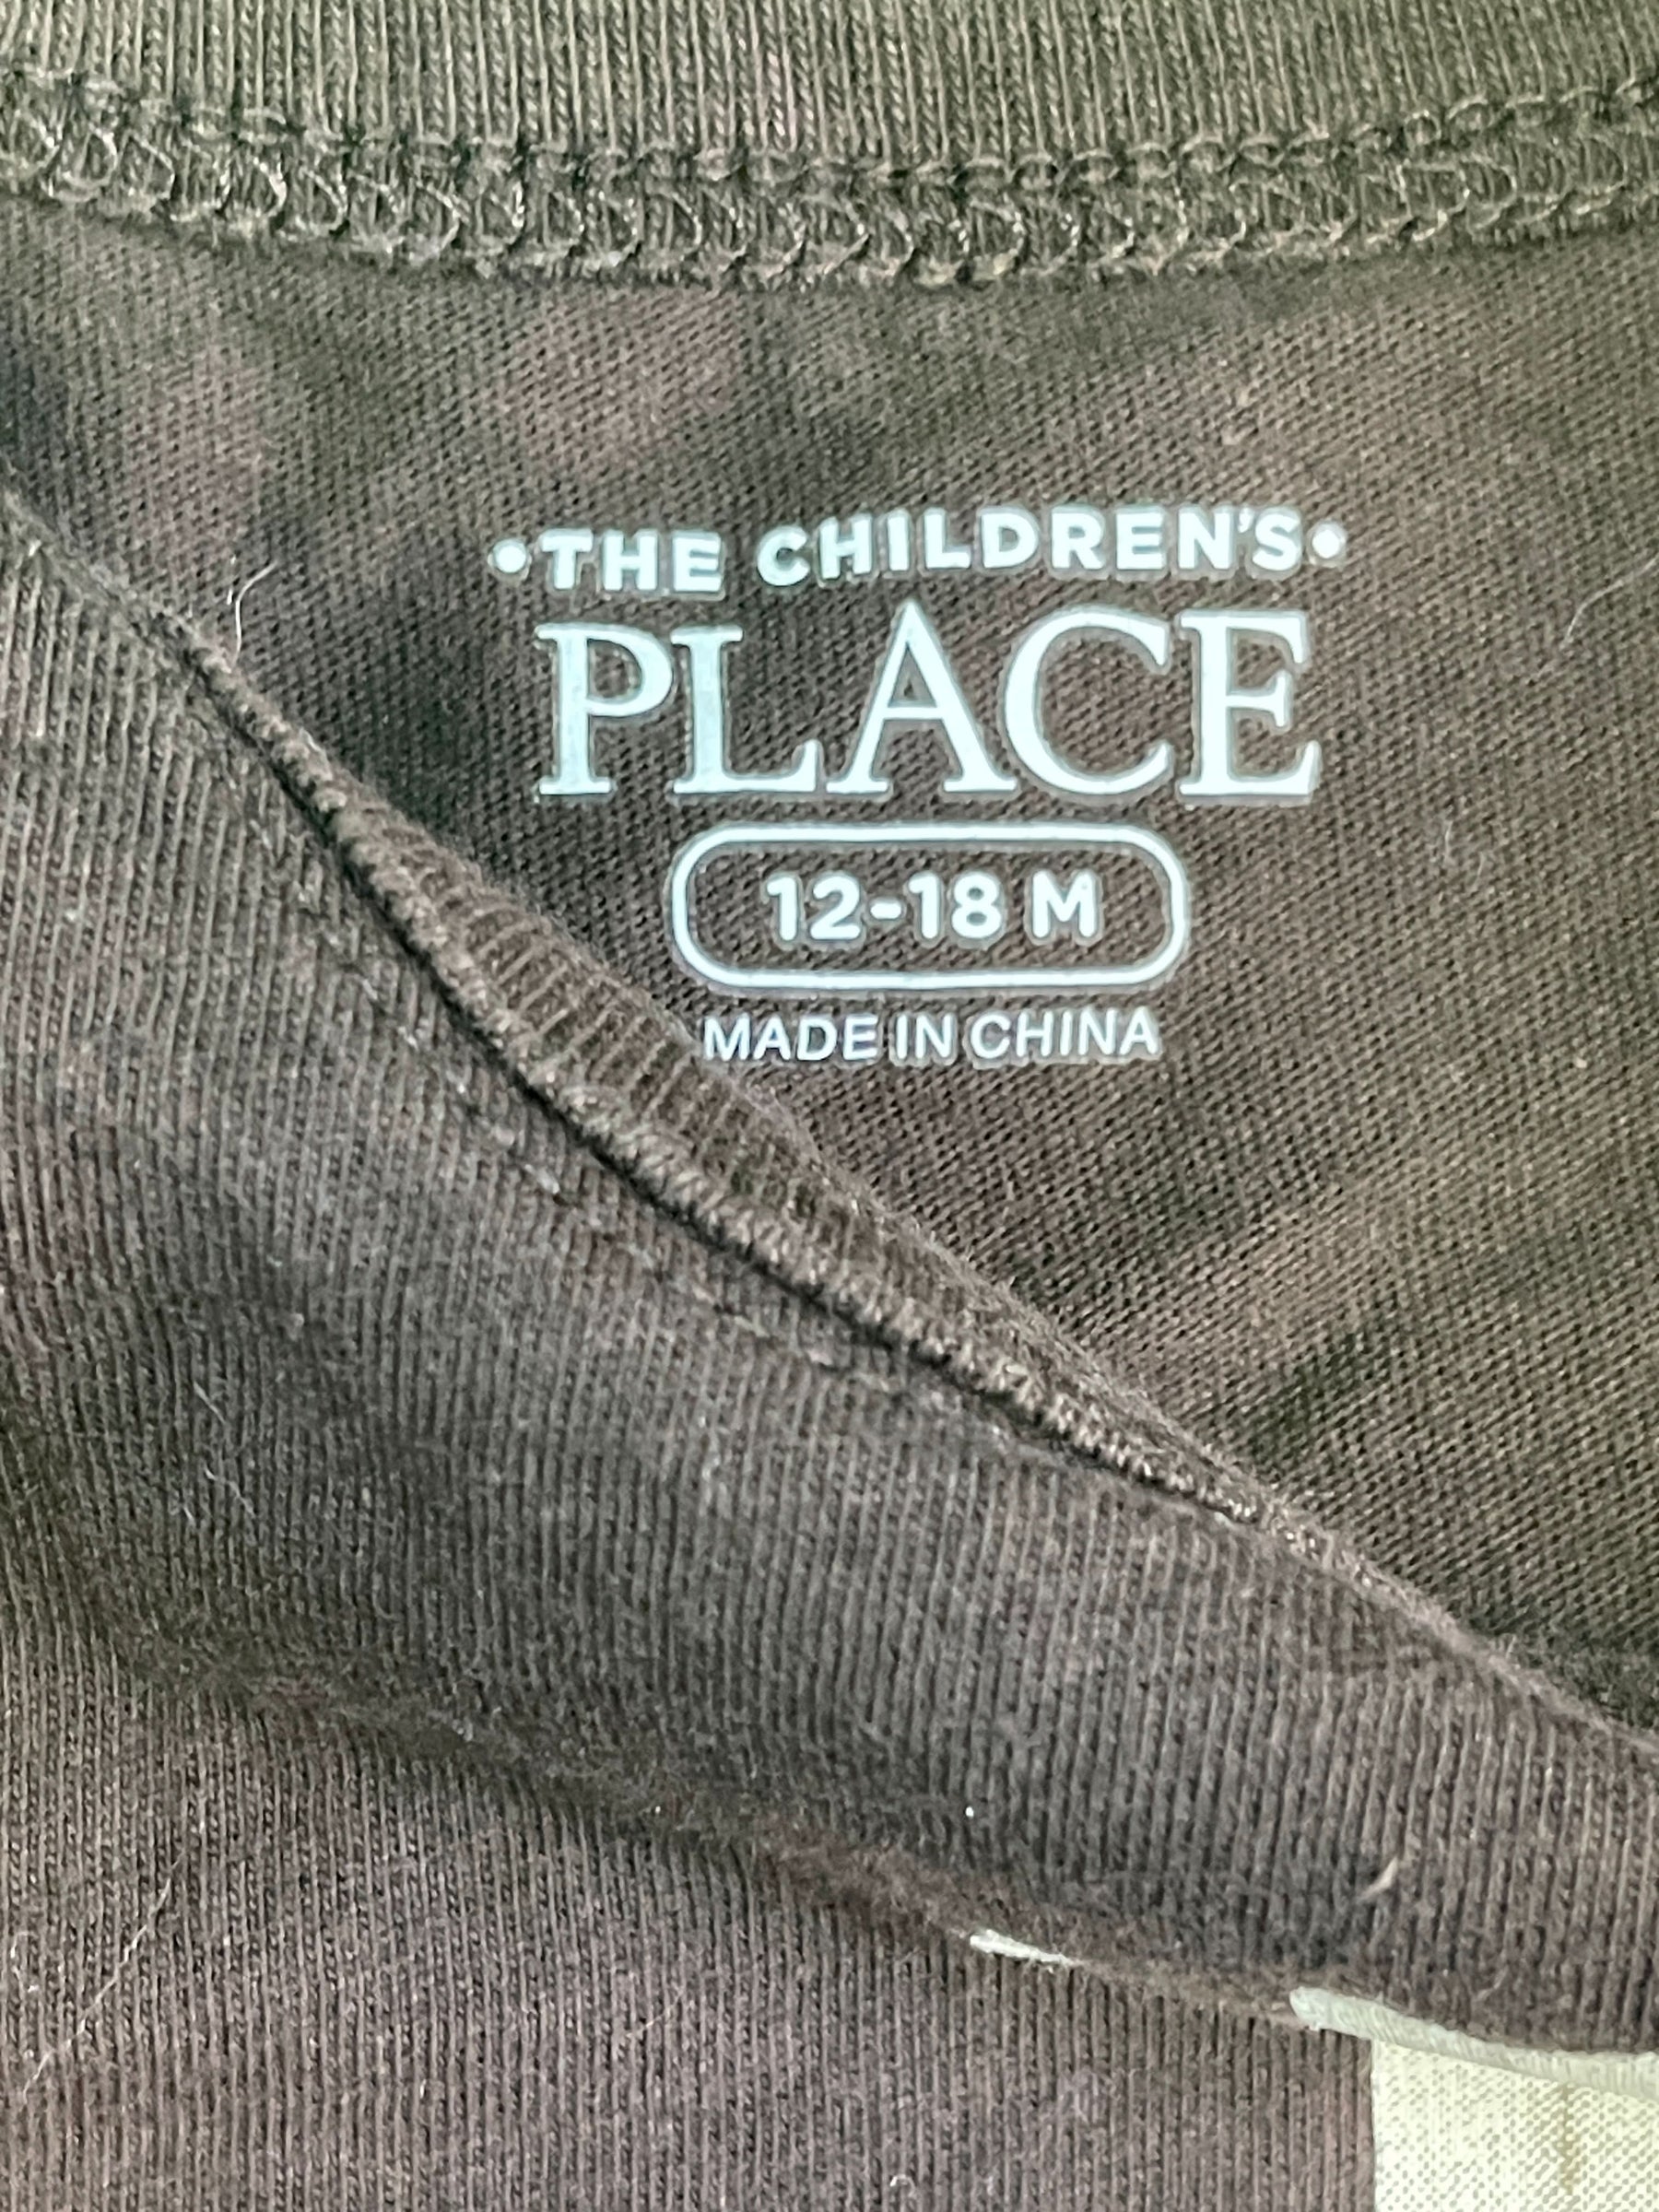 •THE CHILDREN'S•
PLACE
12-18 M
MADE IN CHINA